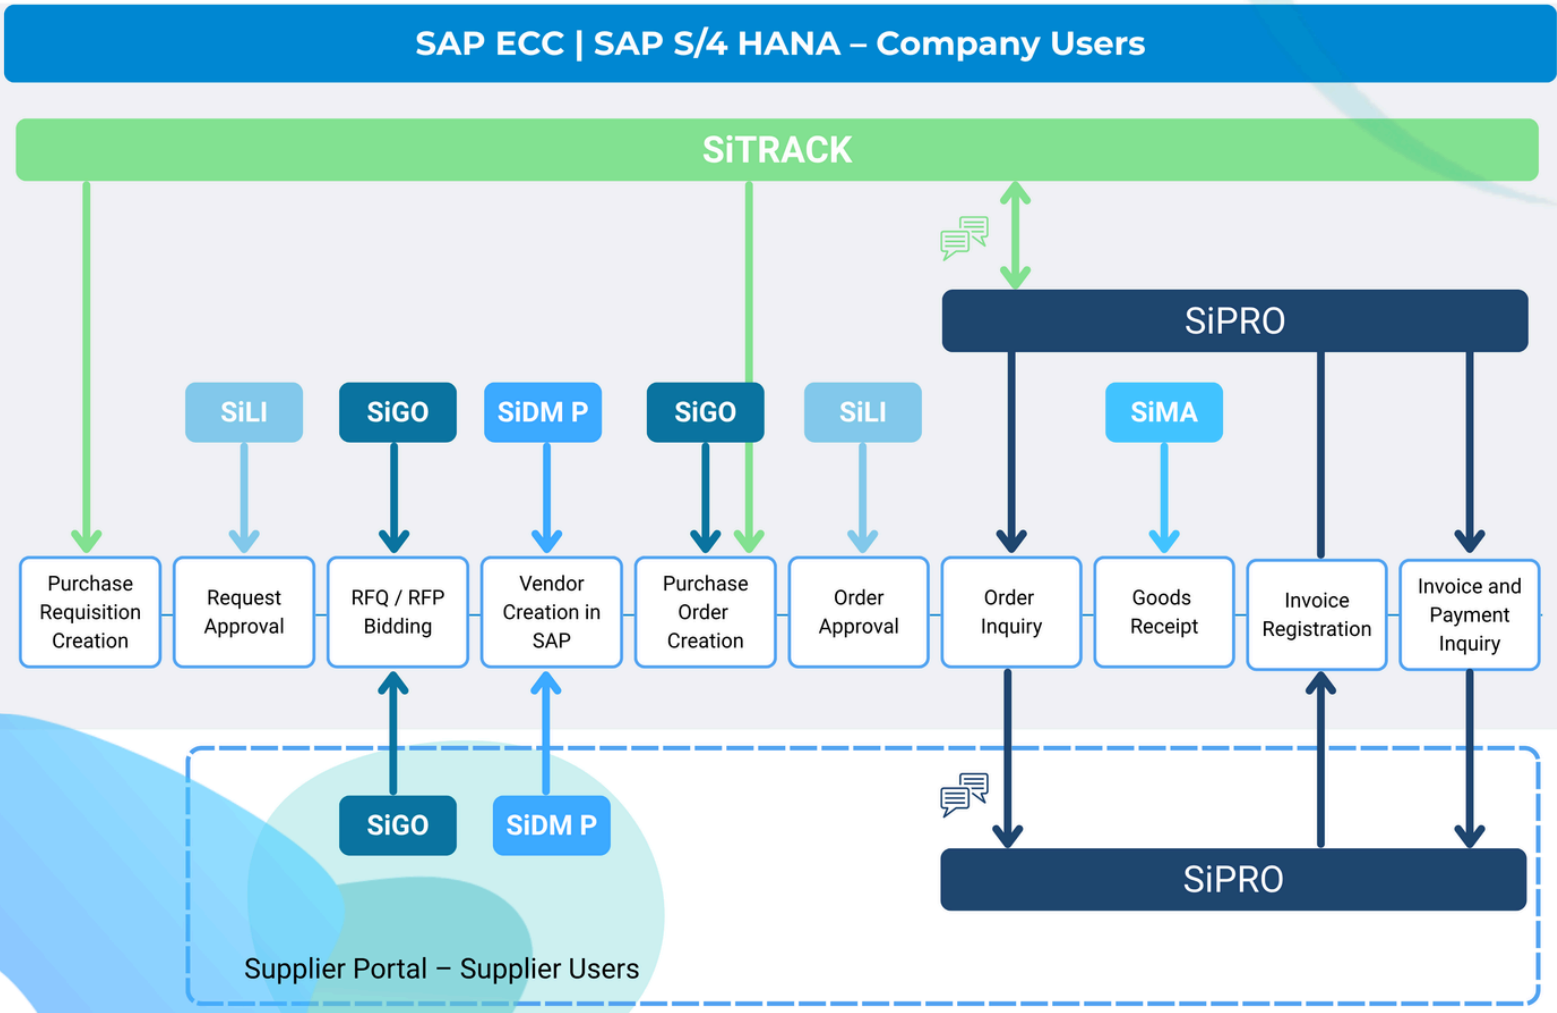 SAP ECC | SAP S/4 HANA – Company Users
SiTRACK
SiPRO
SiLI
SiGO
SiDM P
SiGO
SiLI
SiMA
Purchase
Requisition
Creation
Request
Approval
RFQ / RFP
Bidding
Vendor
Creation in
SAP
Purchase
Order
Creation
Order
Approval
Order
Inquiry
Goods
Receipt
Invoice
Registration
Invoice and
Payment
Inquiry
SiGO
SiDM P
SiPRO
Supplier Portal – Supplier Users